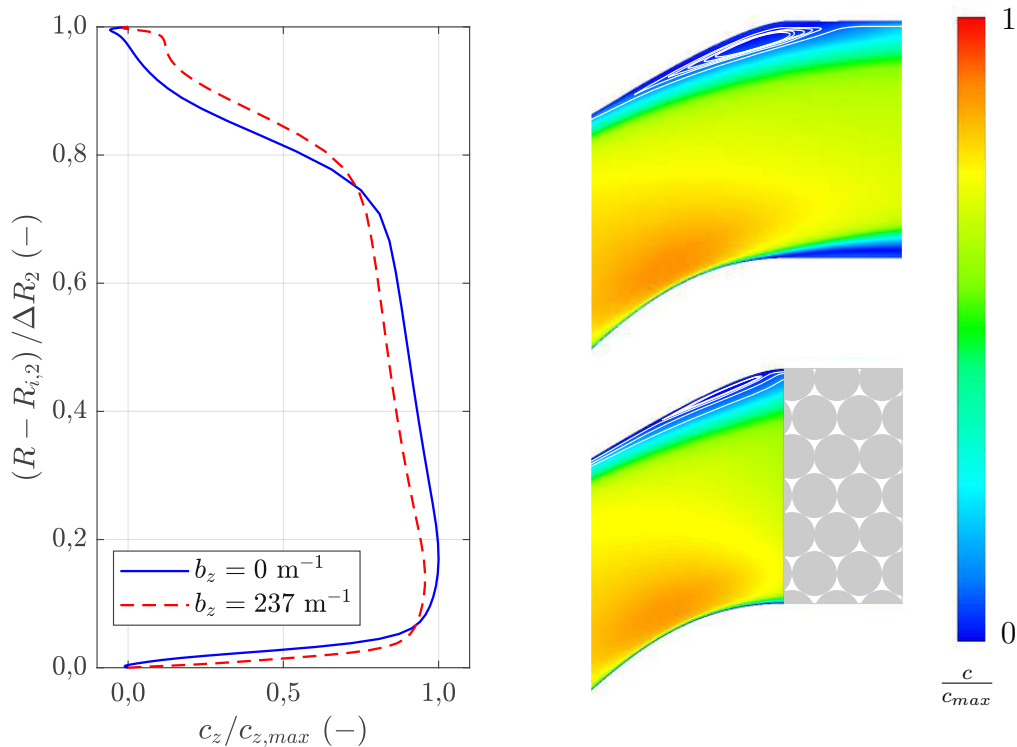 1,0
0,8
0,6
0,4
0,2
0,0
(R − R_{i,2}) / ΔR_2 (−)
b_z = 0 m^{−1}
b_z = 237 m^{−1}
0,0 0,5 1,0
c_z/c_{z,max} (−)
1
0
c
c_{max}